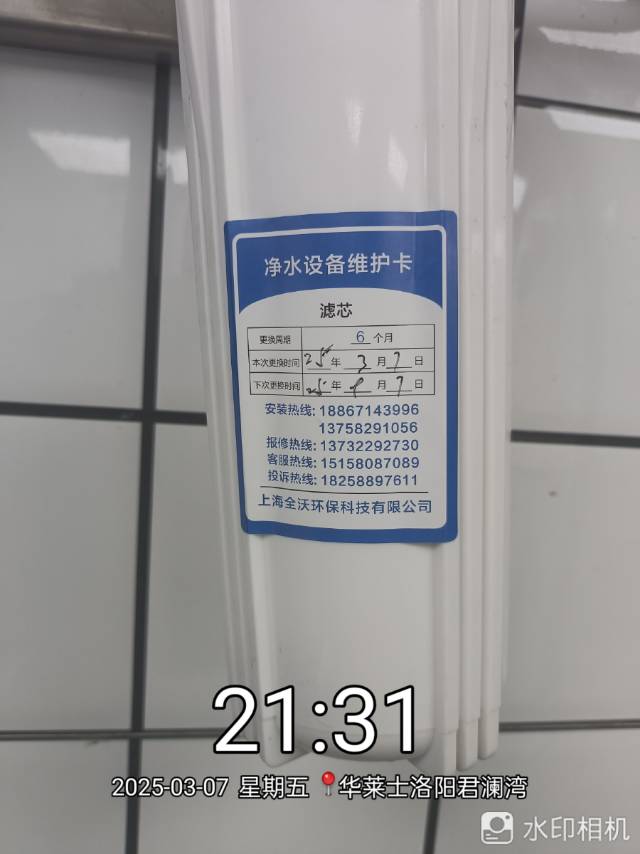 净水设备维护卡
滤芯
更换周期 6 个月
本次更换时间 25 年 3 月 7 日
下次更换时间 25 年 月 7 日
安装热线: 18867143996
13758291056
报修热线: 13732292730
客服热线: 15158087089
投诉热线: 18258897611
上海全沃环保科技有限公司
21:31
2025-03-07 星期五 华莱士洛阳君澜湾
水印相机